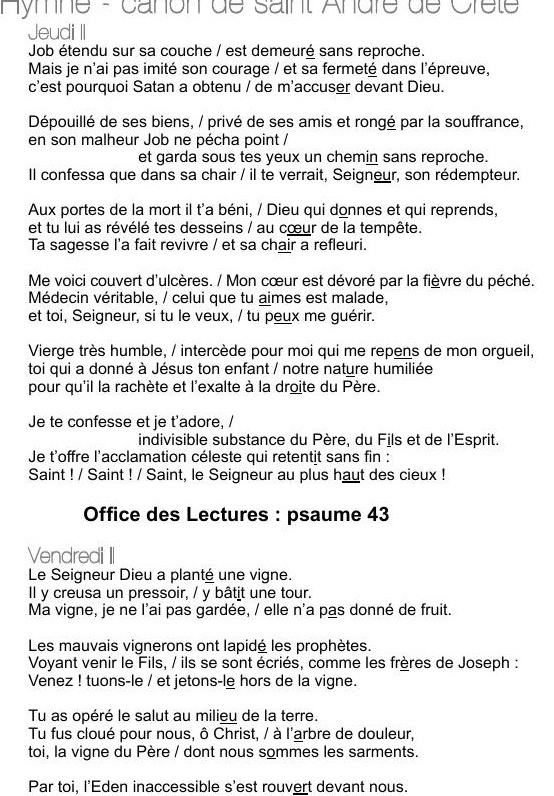 Hymne - canon de saint André de Crète
Jeudi II
Job étendu sur sa couche / est demeuré sans reproche.
Mais je n’ai pas imité son courage / et sa fermeté dans l’épreuve,
c’est pourquoi Satan a obtenu / de m’accuser devant Dieu.
Dépouillé de ses biens, / privé de ses amis et rongé par la souffrance,
en son malheur Job ne pécha point /
et garda sous tes yeux un chemin sans reproche.
Il confessa que dans sa chair / il te verrait, Seigneur, son rédempteur.
Aux portes de la mort il t’a béni, / Dieu qui donnes et qui reprends,
et tu lui as révélé tes desseins / au cœur de la tempête.
Ta sagesse l’a fait revivre / et sa chair a refleuri.
Me voici couvert d’ulcères. / Mon cœur est dévoré par la fièvre du péché.
Médecin véritable, / celui que tu aimes est malade,
et toi, Seigneur, si tu le veux, / tu peux me guérir.
Vierge très humble, / intercède pour moi qui me repens de mon orgueil,
toi qui a donné à Jésus ton enfant / notre nature humiliée
pour qu’il la rachète et l’exalte à la droite du Père.
Je te confesse et je t’adore, /
indivisible substance du Père, du Fils et de l’Esprit.
Je t’offre l’acclamation céleste qui retentit sans fin :
Saint ! / Saint ! / Saint, le Seigneur au plus haut des cieux !
Office des Lectures : psaume 43
Vendredi II
Le Seigneur Dieu a planté une vigne.
Il y creusa un pressoir, / y bâtit une tour.
Ma vigne, je ne l’ai pas gardée, / elle n’a pas donné de fruit.
Les mauvais vignerons ont lapidé les prophètes.
Voyant venir le Fils, / ils se sont écriés, comme les frères de Joseph :
Venez ! tuons-le / et jetons-le hors de la vigne.
Tu as opéré le salut au milieu de la terre.
Tu fus cloué pour nous, ô Christ, / à l’arbre de douleur,
toi, la vigne du Père / dont nous sommes les sarments.
Par toi, l’Eden inaccessible s’est rouvert devant nous.